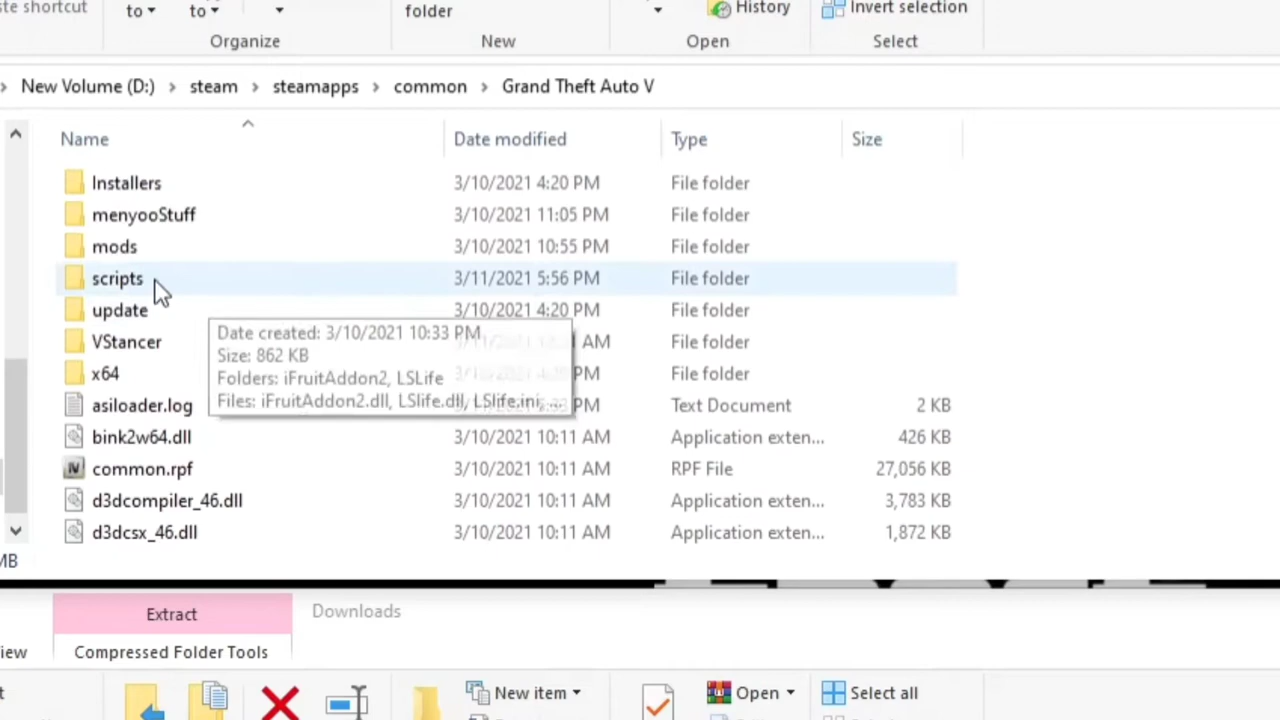 te shortcut
to
to
folder
History
Invert selection
Organize
New
Open
Select
New Volume (D:) steam steamapps common Grand Theft Auto V
Name Date modified Type Size
Installers 3/10/2021 4:20 PM File folder
menyooStuff 3/10/2021 11:05 PM File folder
mods 3/10/2021 10:55 PM File folder
scripts 3/11/2021 5:56 PM File folder
update 3/10/2021 4:20 PM File folder
VStancer AM File folder
x64 PM File folder
Date created: 3/10/2021 10:33 PM
Size: 862 KB
Folders: iFruitAddon2, LSLife
Files: iFruitAddon2.dll, LSlife.dll, LSlife.ini, ...
asiloader.log PM Text Document 2 KB
bink2w64.dll 3/10/2021 10:11 AM Application exten... 426 KB
common.rpf 3/10/2021 10:11 AM RPF File 27,056 KB
d3dcompiler_46.dll 3/10/2021 10:11 AM Application exten... 3,783 KB
d3dcsx_46.dll 3/10/2021 10:11 AM Application exten... 1,872 KB
MB
Extract Downloads
iew Compressed Folder Tools
t
New item
Open
Select all